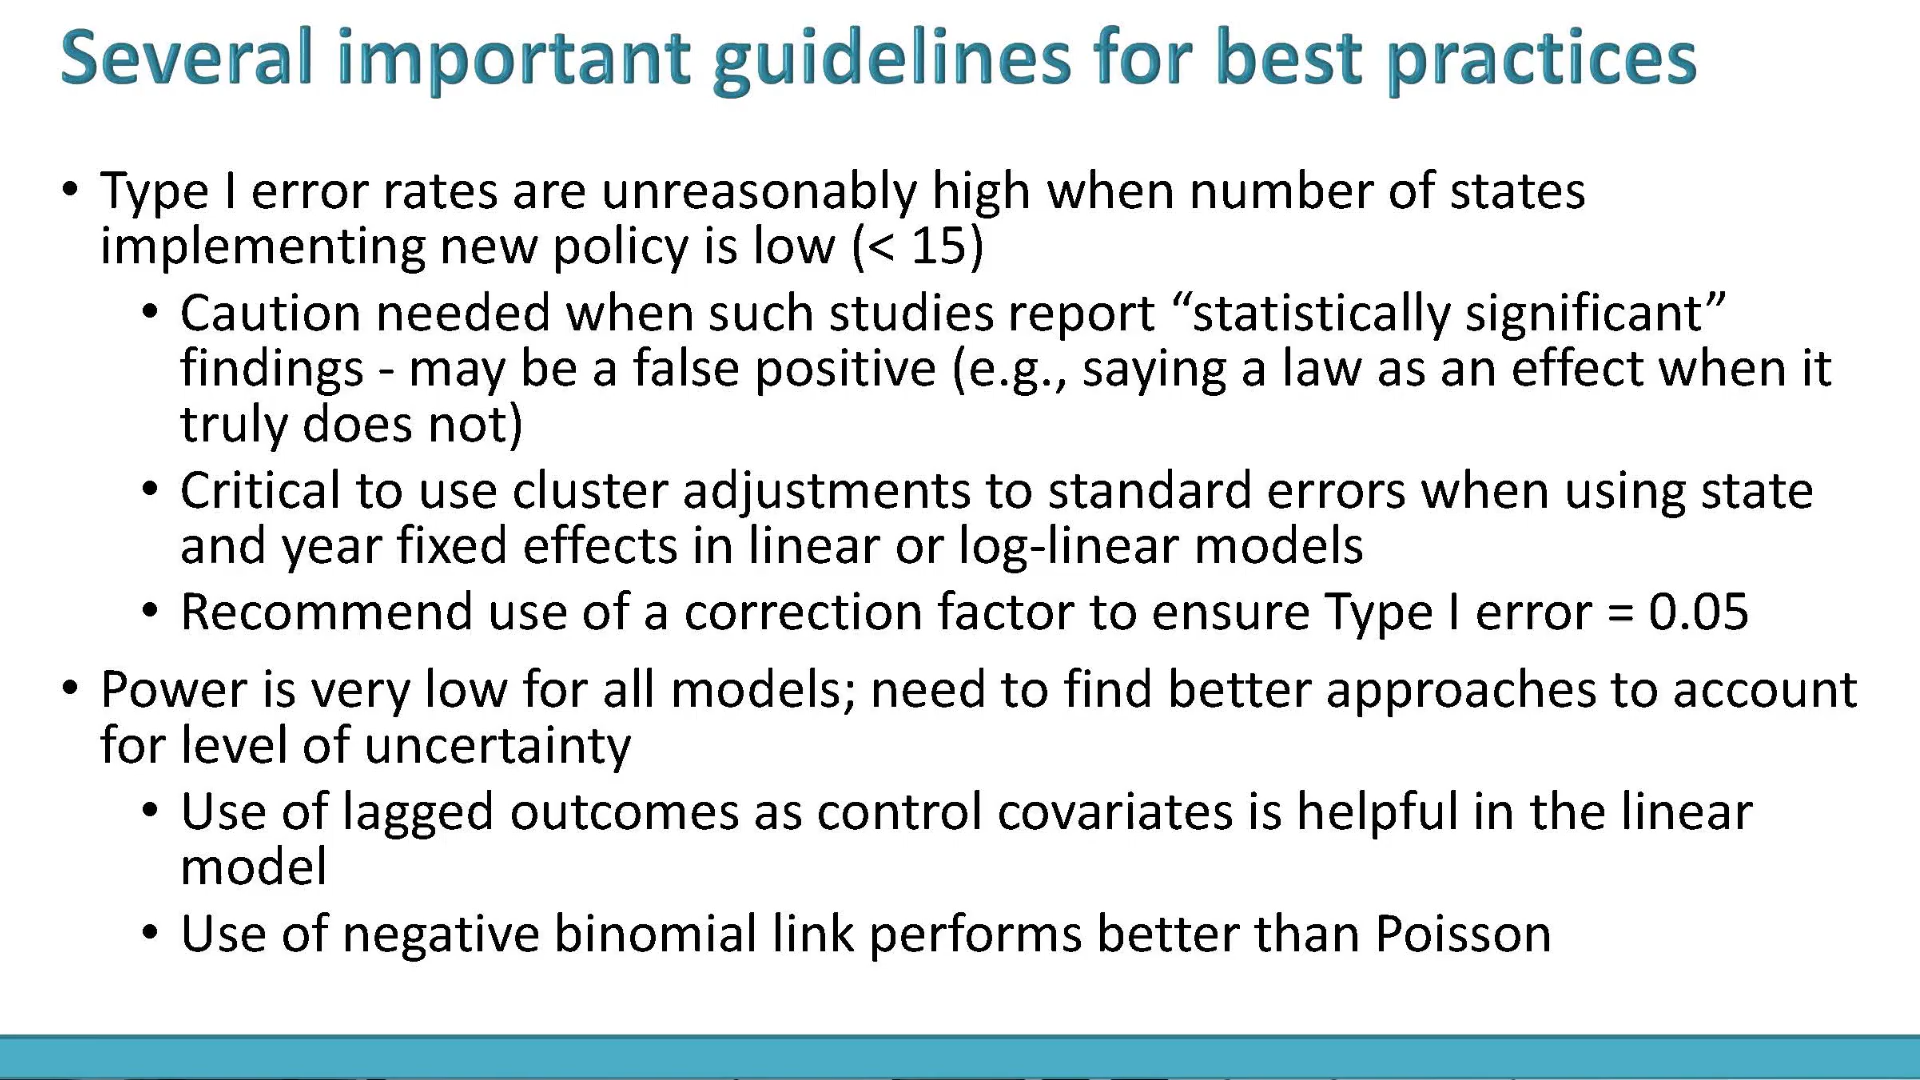 Several important guidelines for best practices
• Type I error rates are unreasonably high when number of states
implementing new policy is low (< 15)
• Caution needed when such studies report “statistically significant”
findings - may be a false positive (e.g., saying a law as an effect when it
truly does not)
• Critical to use cluster adjustments to standard errors when using state
and year fixed effects in linear or log-linear models
• Recommend use of a correction factor to ensure Type I error = 0.05
• Power is very low for all models; need to find better approaches to account
for level of uncertainty
• Use of lagged outcomes as control covariates is helpful in the linear
model
• Use of negative binomial link performs better than Poisson